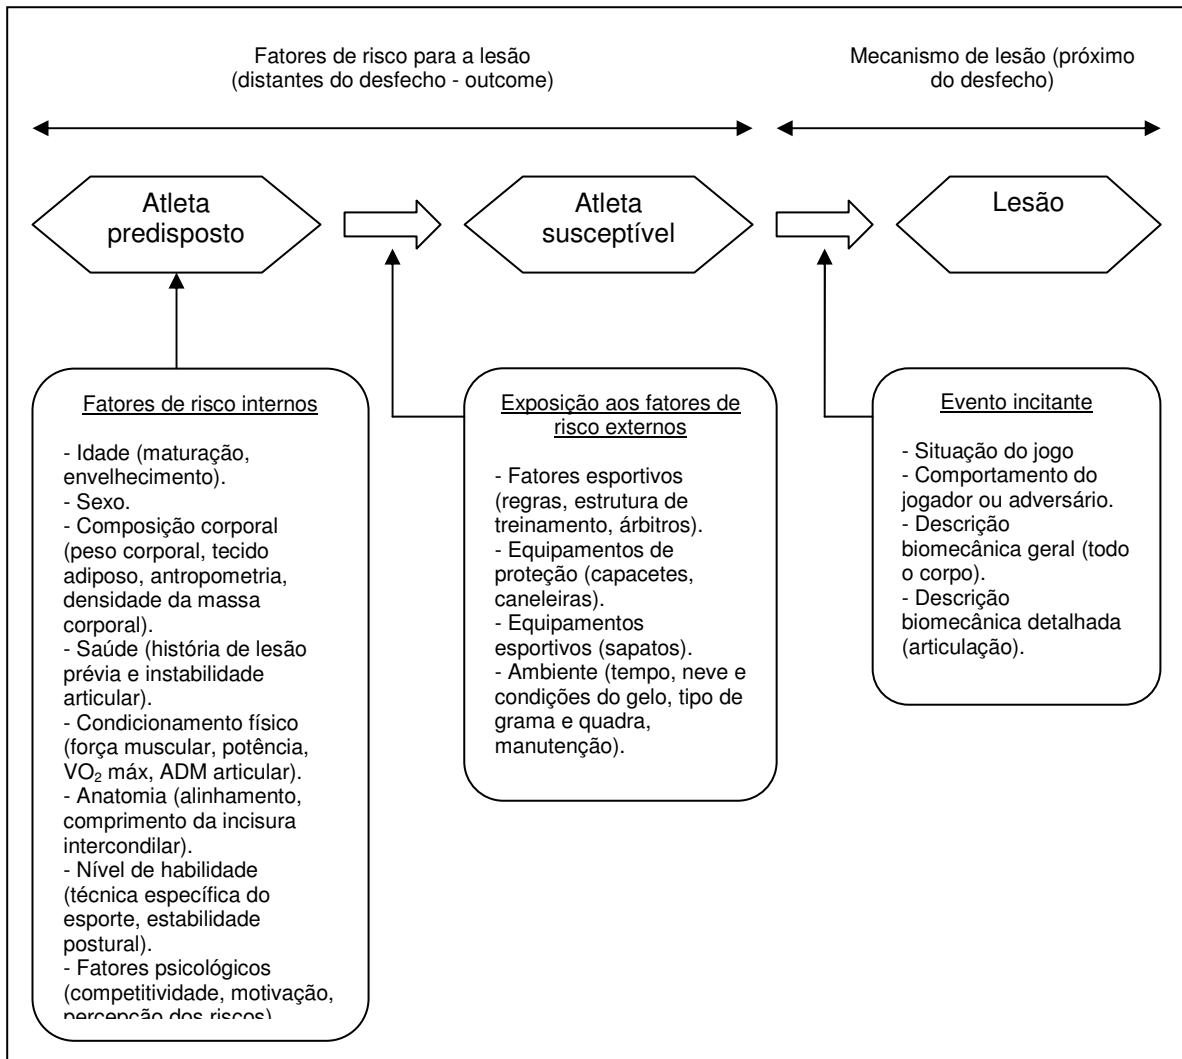 Fatores de risco para a lesão
(distantes do desfecho - outcome)
Mecanismo de lesão (próximo
do desfecho)
Atleta
predisposto
Atleta
susceptível
Lesão
Fatores de risco internos
- Idade (maturação,
envelhecimento).
- Sexo.
- Composição corporal
(peso corporal, tecido
adiposo, antropometria,
densidade da massa
corporal).
- Saúde (história de lesão
prévia e instabilidade
articular).
- Condicionamento físico
(força muscular, potência,
VO₂ máx, ADM articular).
- Anatomia (alinhamento,
comprimento da incisura
intercondilar).
- Nível de habilidade
(técnica específica do
esporte, estabilidade
postural).
- Fatores psicológicos
(competitividade, motivação,
percepção dos riscos)
Exposição aos fatores de
risco externos
- Fatores esportivos
(regras, estrutura de
treinamento, árbitros).
- Equipamentos de
proteção (capacetes,
caneleiras).
- Equipamentos
esportivos (sapatos).
- Ambiente (tempo, neve e
condições do gelo, tipo de
grama e quadra,
manutenção).
Evento incitante
- Situação do jogo
- Comportamento do
jogador ou adversário.
- Descrição
biomecânica geral (todo
o corpo).
- Descrição
biomecânica detalhada
(articulação).